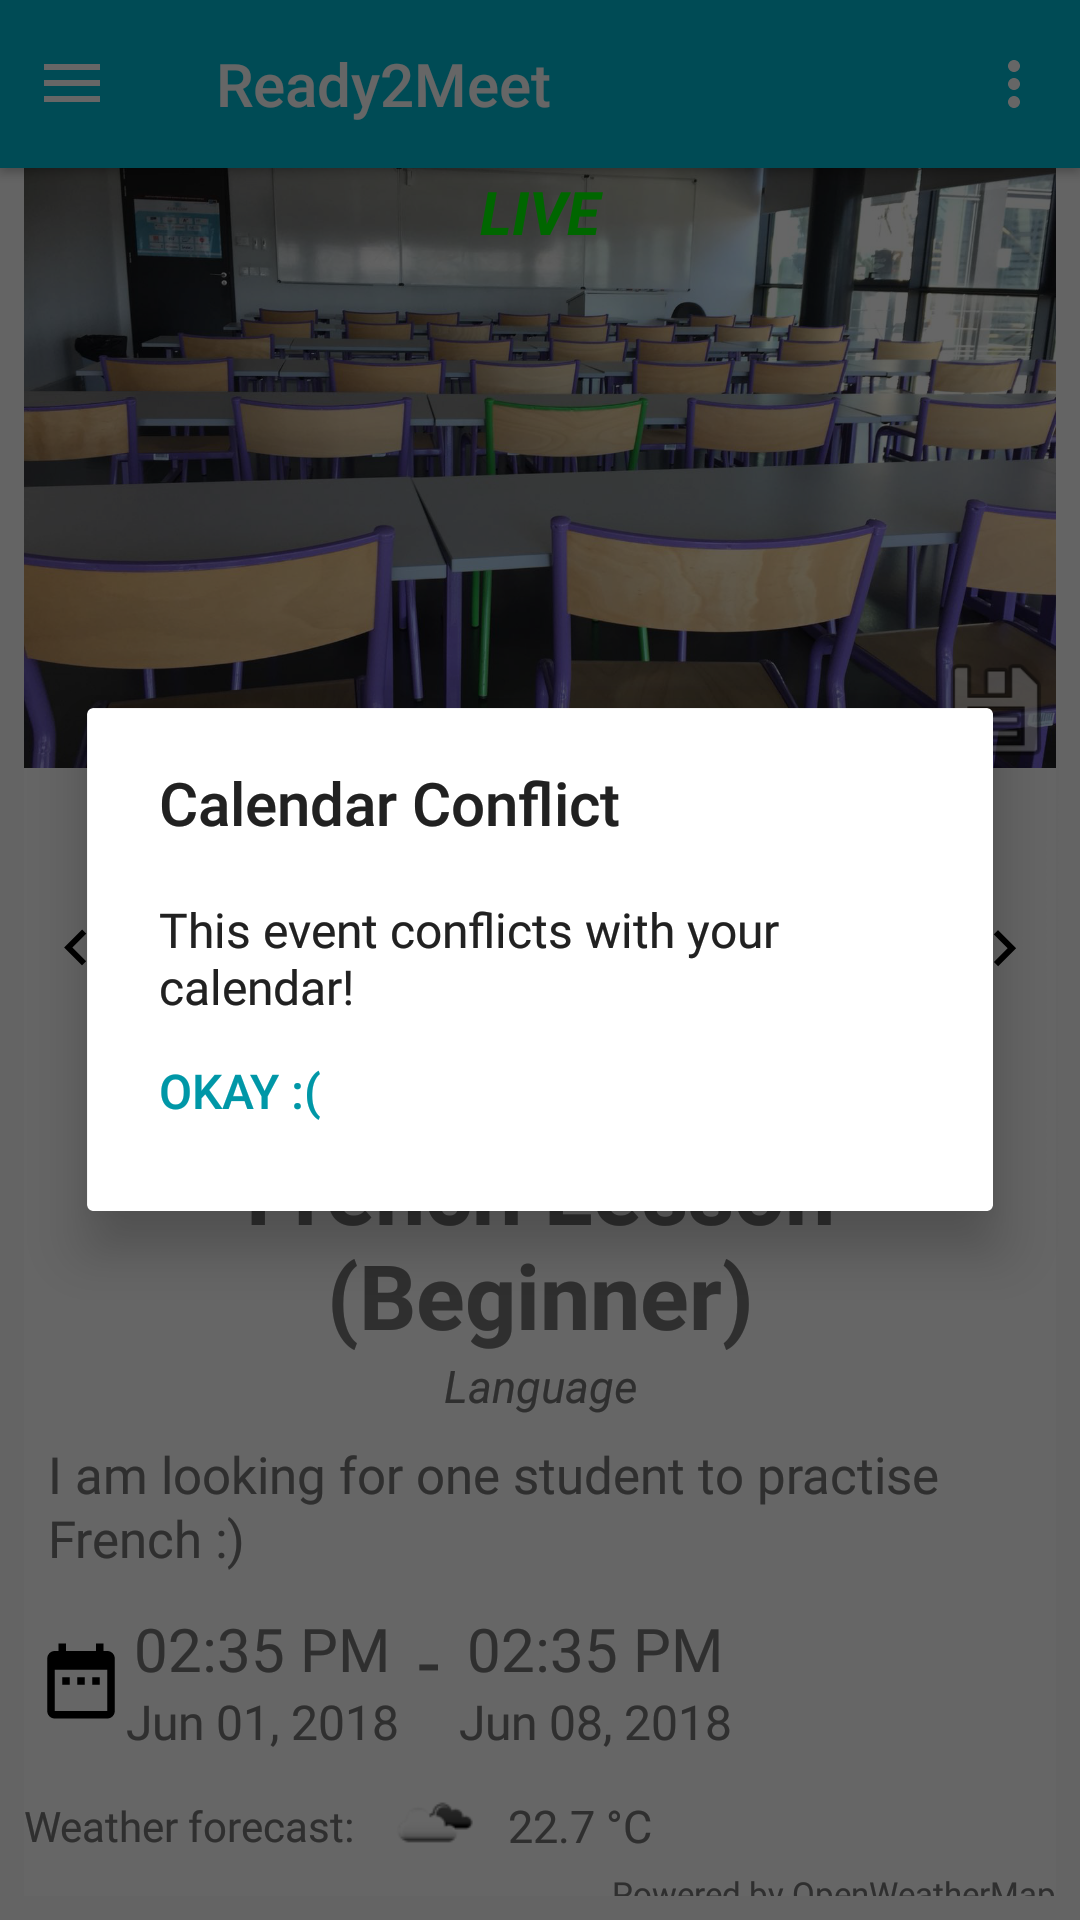 Ready2Meet
LIVE
Calendar Conflict
This event conflicts with your
calendar!
OKAY :(
French Lesson
(Beginner)
Language
I am looking for one student to practise
French :)
02:35 PM - 02:35 PM
Jun 01, 2018 Jun 08, 2018
Weather forecast: 22.7 °C
Powered by OpenWeatherMap